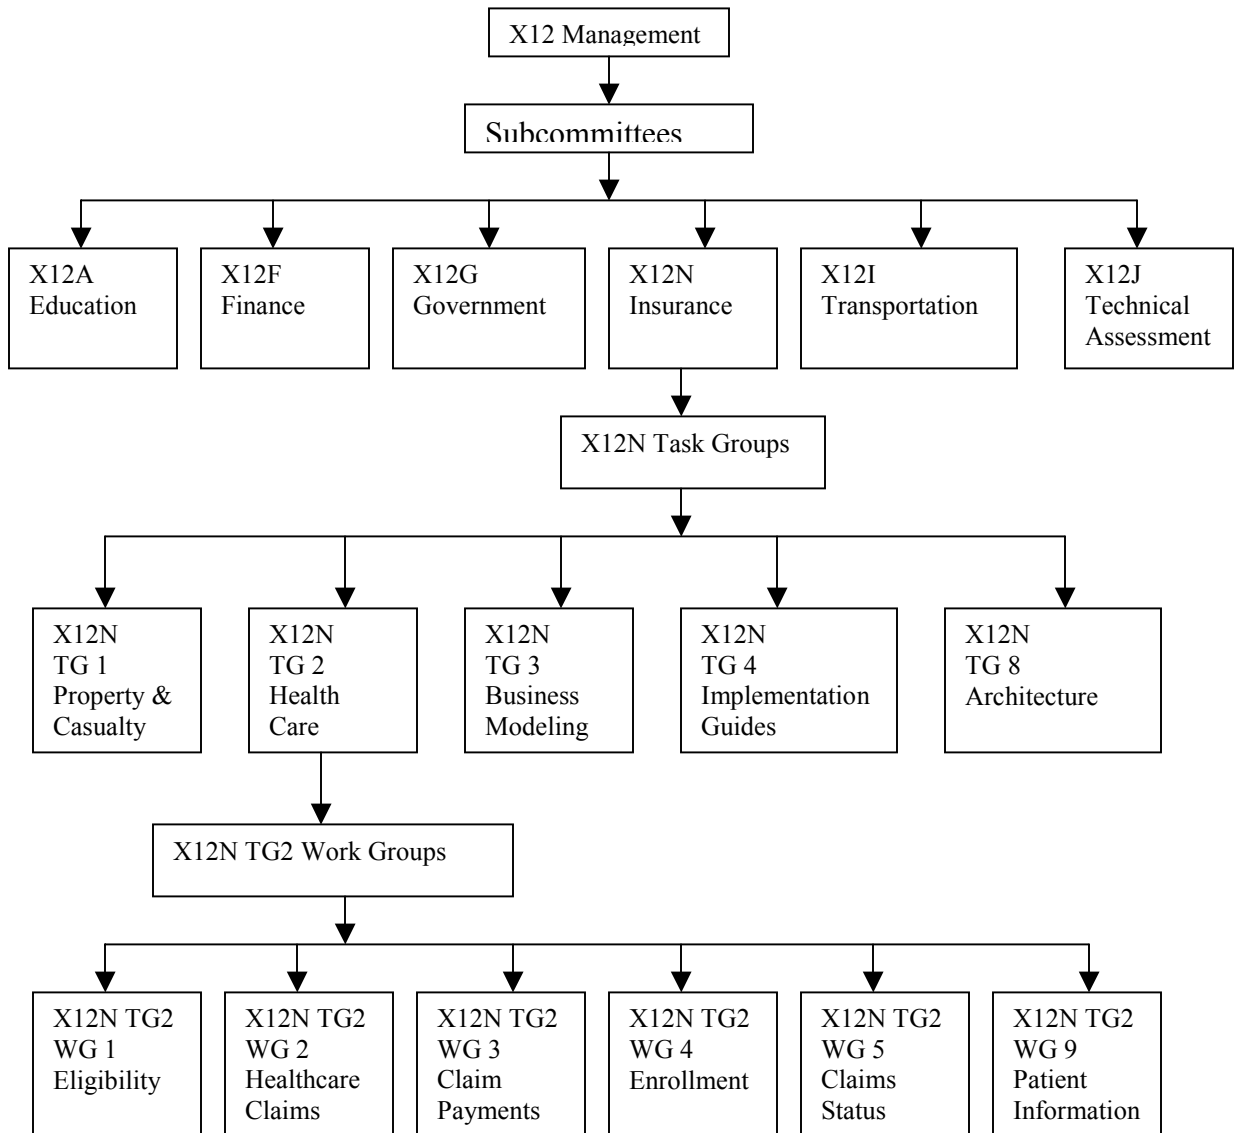 X12 Management
Subcommittees
X12A
Education
X12F
Finance
X12G
Government
X12N
Insurance
X12I
Transportation
X12J
Technical
Assessment
X12N Task Groups
X12N
TG 1
Property &
Casualty
X12N
TG 2
Health
Care
X12N
TG 3
Business
Modeling
X12N
TG 4
Implementation
Guides
X12N
TG 8
Architecture
X12N TG2 Work Groups
X12N TG2
WG 1
Eligibility
X12N TG2
WG 2
Healthcare
Claims
X12N TG2
WG 3
Claim
Payments
X12N TG2
WG 4
Enrollment
X12N TG2
WG 5
Claims
Status
X12N TG2
WG 9
Patient
Information